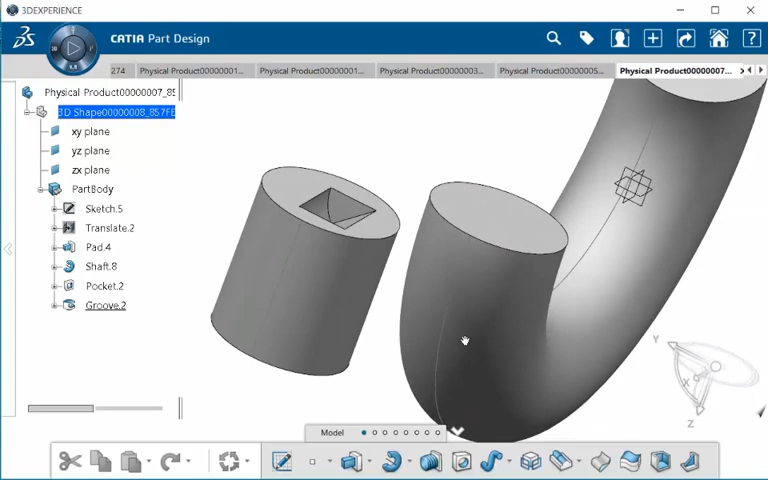 3DEXPERIENCE
CATIA Part Design
274
Physical Product00000001...
Physical Product00000001...
Physical Product00000003...
Physical Product00000005...
Physical Product00000007...
Physical Product00000007_85
3D Shape00000008_857FE
xy plane
yz plane
zx plane
PartBody
Sketch.5
Translate.2
Pad.4
Shaft.8
Pocket.2
Groove.2
Y
X
Z
Model